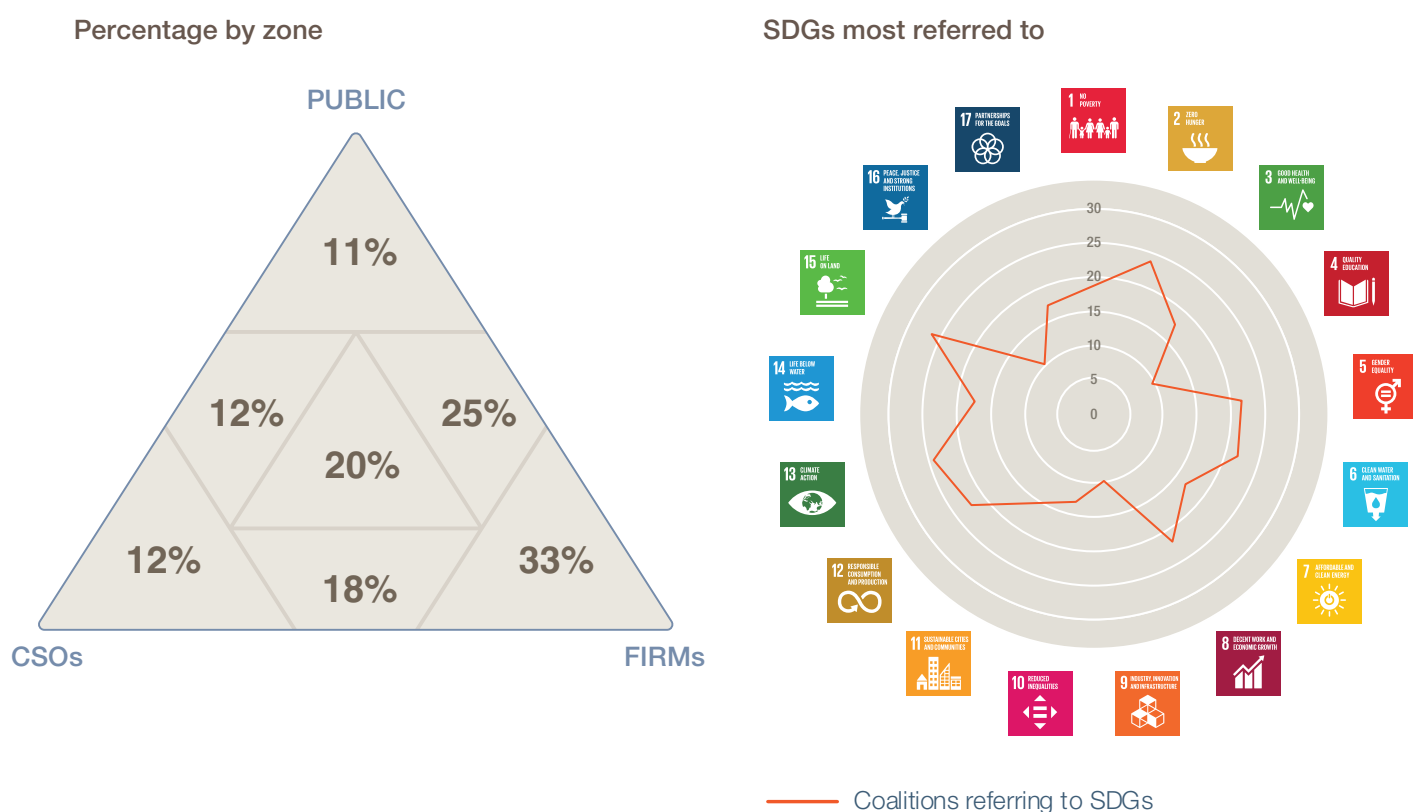 Percentage by zone
SDGs most referred to
PUBLIC
11%
12%
25%
20%
12%
33%
18%
CSOs
FIRMs
1 NO
POVERTY
2 ZERO
HUNGER
3 GOOD HEALTH
AND WELL-BEING
4 QUALITY
EDUCATION
5 GENDER
EQUALITY
6 CLEAN WATER
AND SANITATION
7 AFFORDABLE AND
CLEAN ENERGY
8 DECENT WORK AND
ECONOMIC GROWTH
9 INDUSTRY, INNOVATION
AND INFRASTRUCTURE
10 REDUCED
INEQUALITIES
11 SUSTAINABLE CITIES
AND COMMUNITIES
12 RESPONSIBLE
CONSUMPTION
AND PRODUCTION
13 CLIMATE
ACTION
14 LIFE BELOW
WATER
15 LIFE
ON LAND
16 PEACE, JUSTICE
AND STRONG
INSTITUTIONS
17 PARTNERSHIPS
FOR THE GOALS
30
25
20
15
10
5
0
Coalitions referring to SDGs